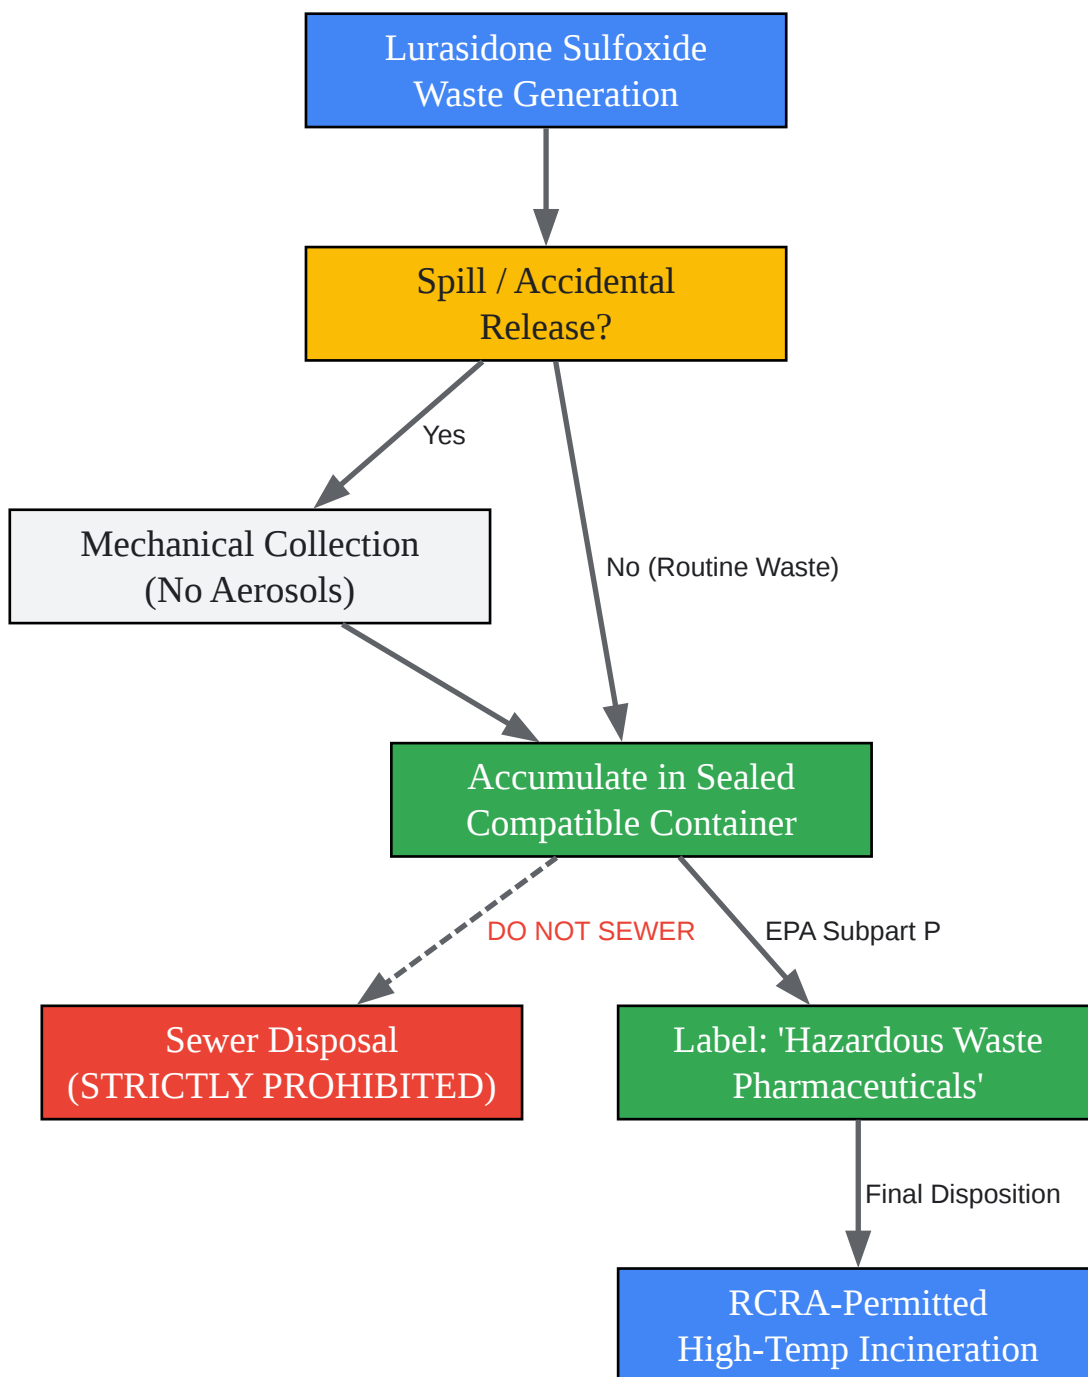 Lurasidone Sulfoxide
Waste Generation
Spill / Accidental
Release?
Yes
Mechanical Collection
(No Aerosols)
No (Routine Waste)
Accumulate in Sealed
Compatible Container
DO NOT SEWER
EPA Subpart P
Sewer Disposal
(STRICTLY PROHIBITED)
Label: 'Hazardous Waste
Pharmaceuticals'
Final Disposition
RCRA-Permitted
High-Temp Incineration